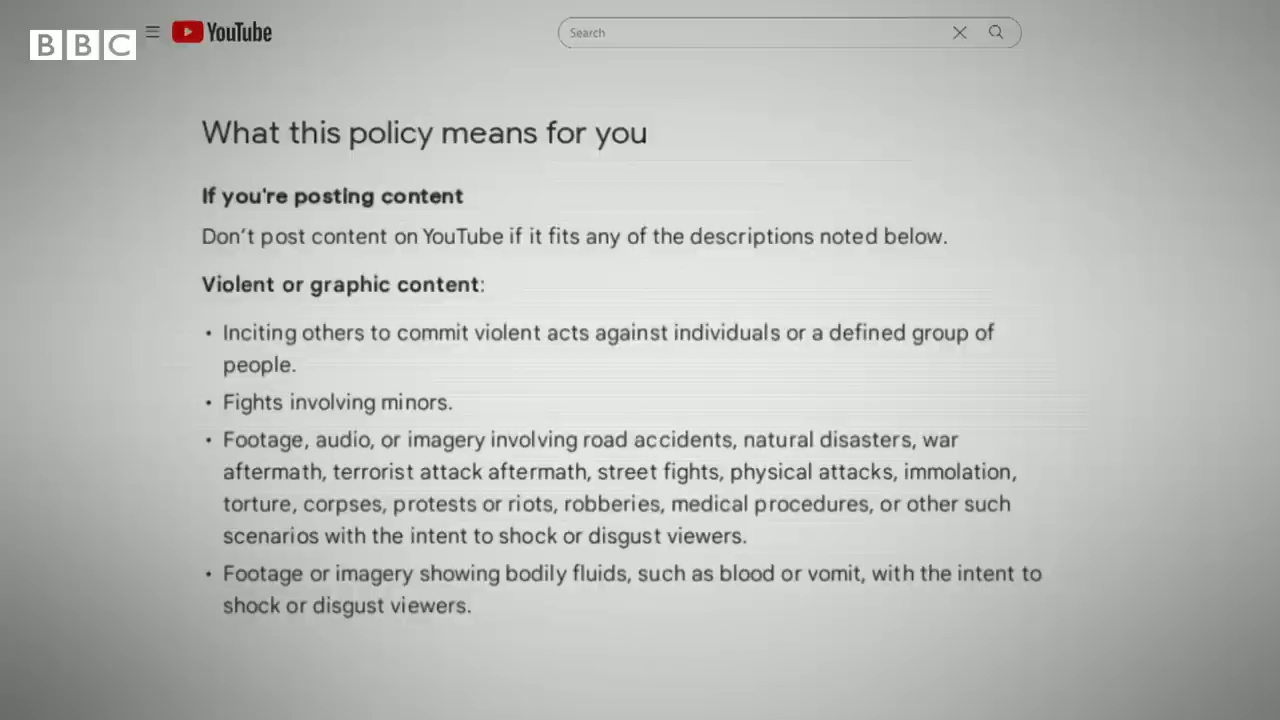 BBC
YouTube
Search
What this policy means for you
If you're posting content
Don’t post content on YouTube if it fits any of the descriptions noted below.
Violent or graphic content:
• Inciting others to commit violent acts against individuals or a defined group of
people.
• Fights involving minors.
• Footage, audio, or imagery involving road accidents, natural disasters, war
aftermath, terrorist attack aftermath, street fights, physical attacks, immolation,
torture, corpses, protests or riots, robberies, medical procedures, or other such
scenarios with the intent to shock or disgust viewers.
• Footage or imagery showing bodily fluids, such as blood or vomit, with the intent to
shock or disgust viewers.